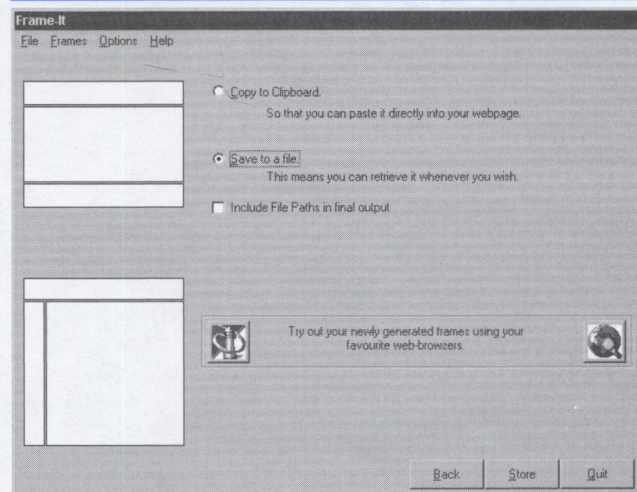 Frame-It
File Frames Options Help
Copy to Clipboard.
So that you can paste it directly into your webpage.
Save to a file.
This means you can retrieve it whenever you wish.
Include File Paths in final output
Try out your newly generated frames using your
favourite web-browsers.
Back Store Quit